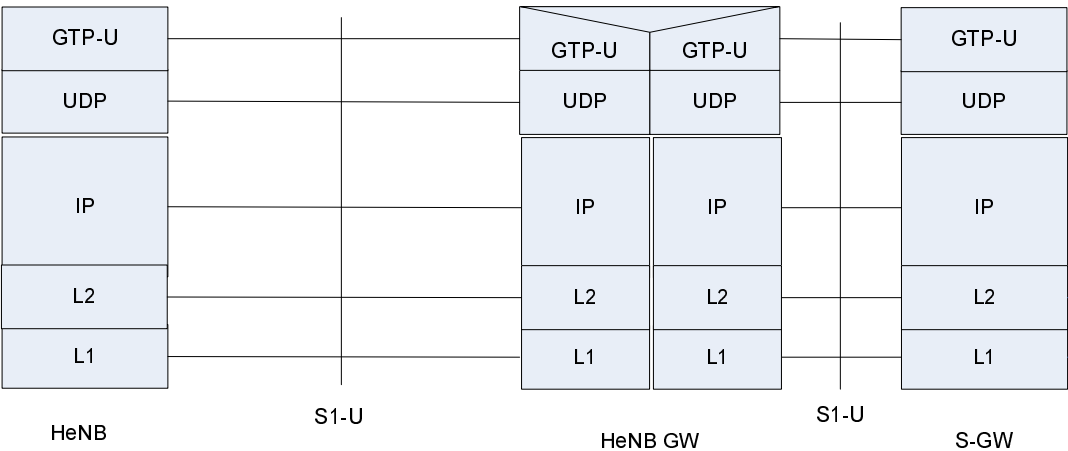 GTP-U
GTP-U GTP-U
GTP-U
UDP
UDP UDP
UDP
IP
IP IP
IP
L2
L2 L2
L2
L1
L1 L1
L1
S1-U
S1-U
HeNB
HeNB GW
S-GW